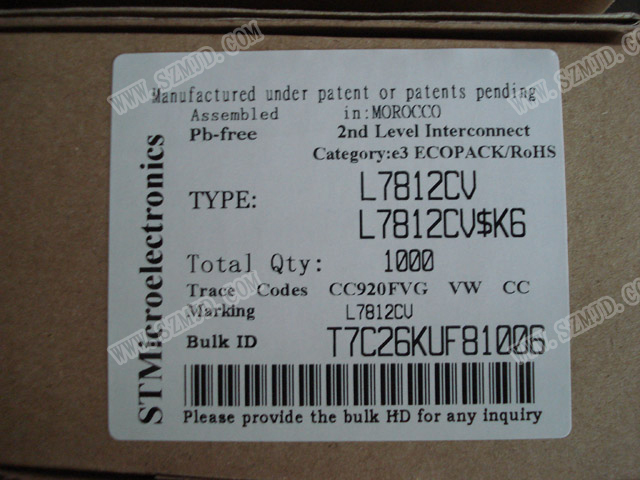 Manufactured under patent or patents pending
Assembled in:MOROCCO
Pb-free 2nd Level Interconnect
Category:e3 ECOPACK/RoHS
STMicroelectronics
TYPE: L7812CV
L7812CV$K6
Total Qty: 1000
Trace Codes CC920FVG VW CC
Marking L7812CV
Bulk ID T7C26KUF81006
Please provide the bulk HD for any inquiry
WWW.SZMJD.COM
WWW.SZMJD.COM
WWW.SZMJD.COM
WWW.SZMJD.COM